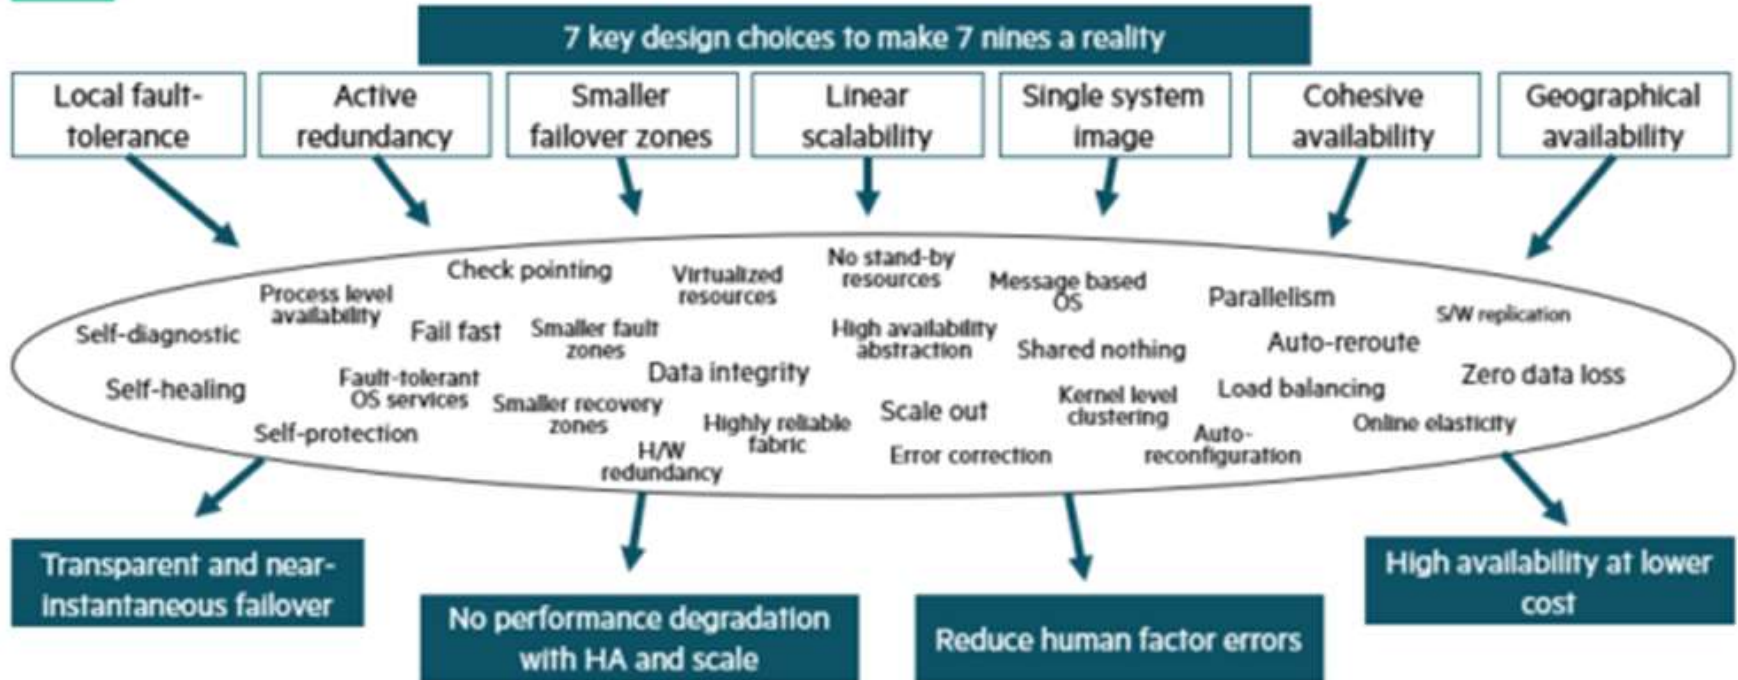 7 key design choices to make 7 nines a reality
Local fault-
tolerance
Active
redundancy
Smaller
failover zones
Linear
scalability
Single system
image
Cohesive
availability
Geographical
availability
Check pointing
Virtualized
resources
No stand-by
resources
Message based
OS
Parallelism
S/W replication
Process level
availability
Self-diagnostic
Fail fast
Smaller fault
zones
High availability
abstraction
Shared nothing
Auto-reroute
Data integrity
Zero data loss
Self-healing
Fault-tolerant
OS services
Smaller recovery
zones
Highly reliable
fabric
Scale out
Kernel level
clustering
Load balancing
Online elasticity
Self-protection
H/W
redundancy
Error correction
Auto-
reconfiguration
Transparent and near-
instantaneous failover
No performance degradation
with HA and scale
Reduce human factor errors
High availability at lower
cost